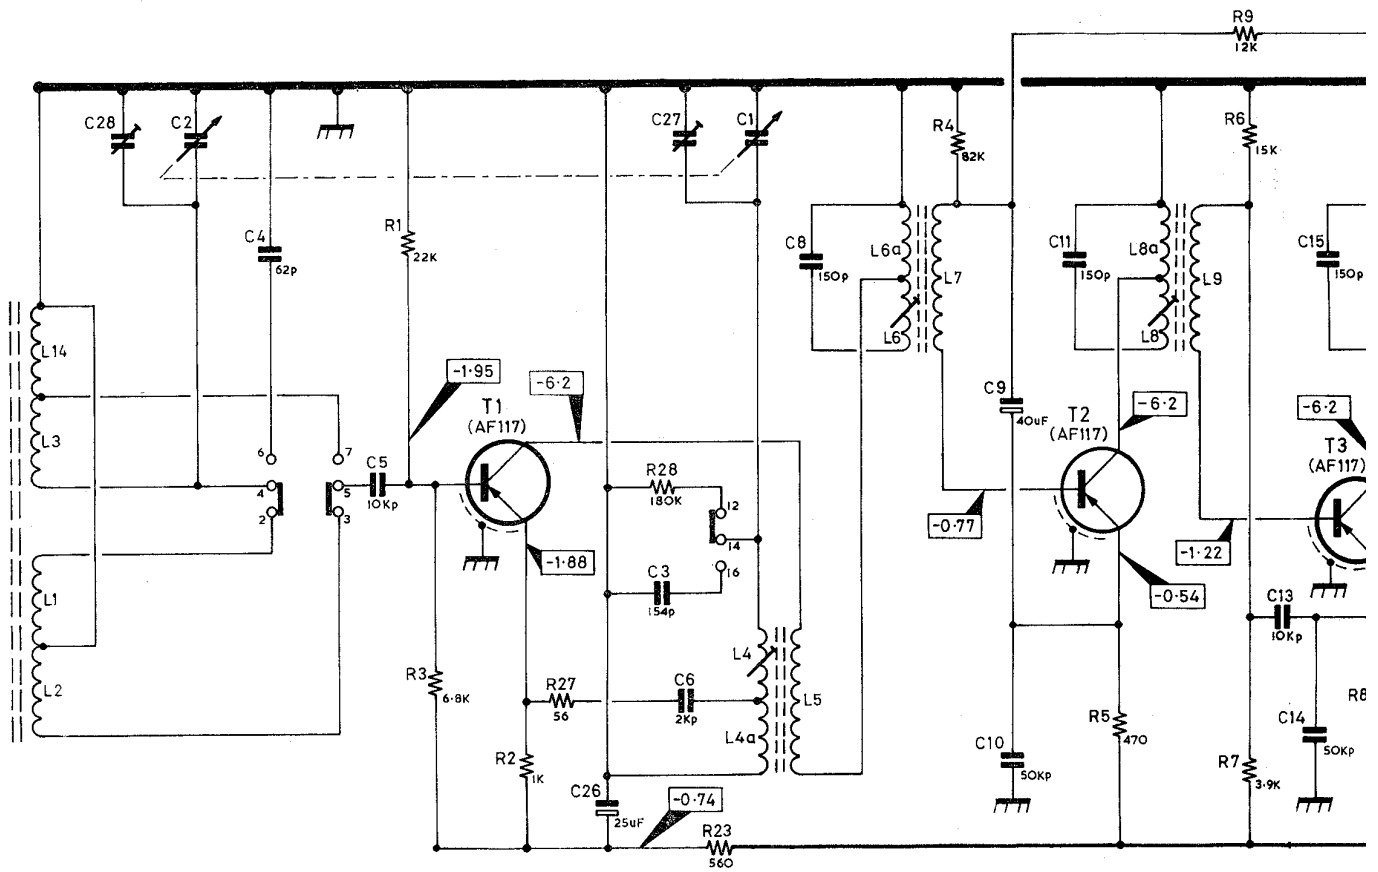 R9
12K
C28
C2
C27
C1
R4
82K
R6
15K
R1
22K
C4
62p
C8
150p
L6a
L7
L6
C11
150p
L8a
L9
L8
C15
150p
L14
L3
-1·95
-6·2
T1
(AF117)
C9
40uF
T2
(AF117)
-6·2
-6·2
T3
(AF117)
6
7
4
5
2
3
C5
10Kp
R28
180K
12
14
16
-0·77
-1·22
-1·88
C3
154p
-0·54
L1
L2
C13
10Kp
R3
6.8K
R27
56
C6
2Kp
L4
L4a
L5
R8
R2
1K
C10
50Kp
R5
470
R7
3.9K
C14
50Kp
C26
25uF
-0·74
R23
560